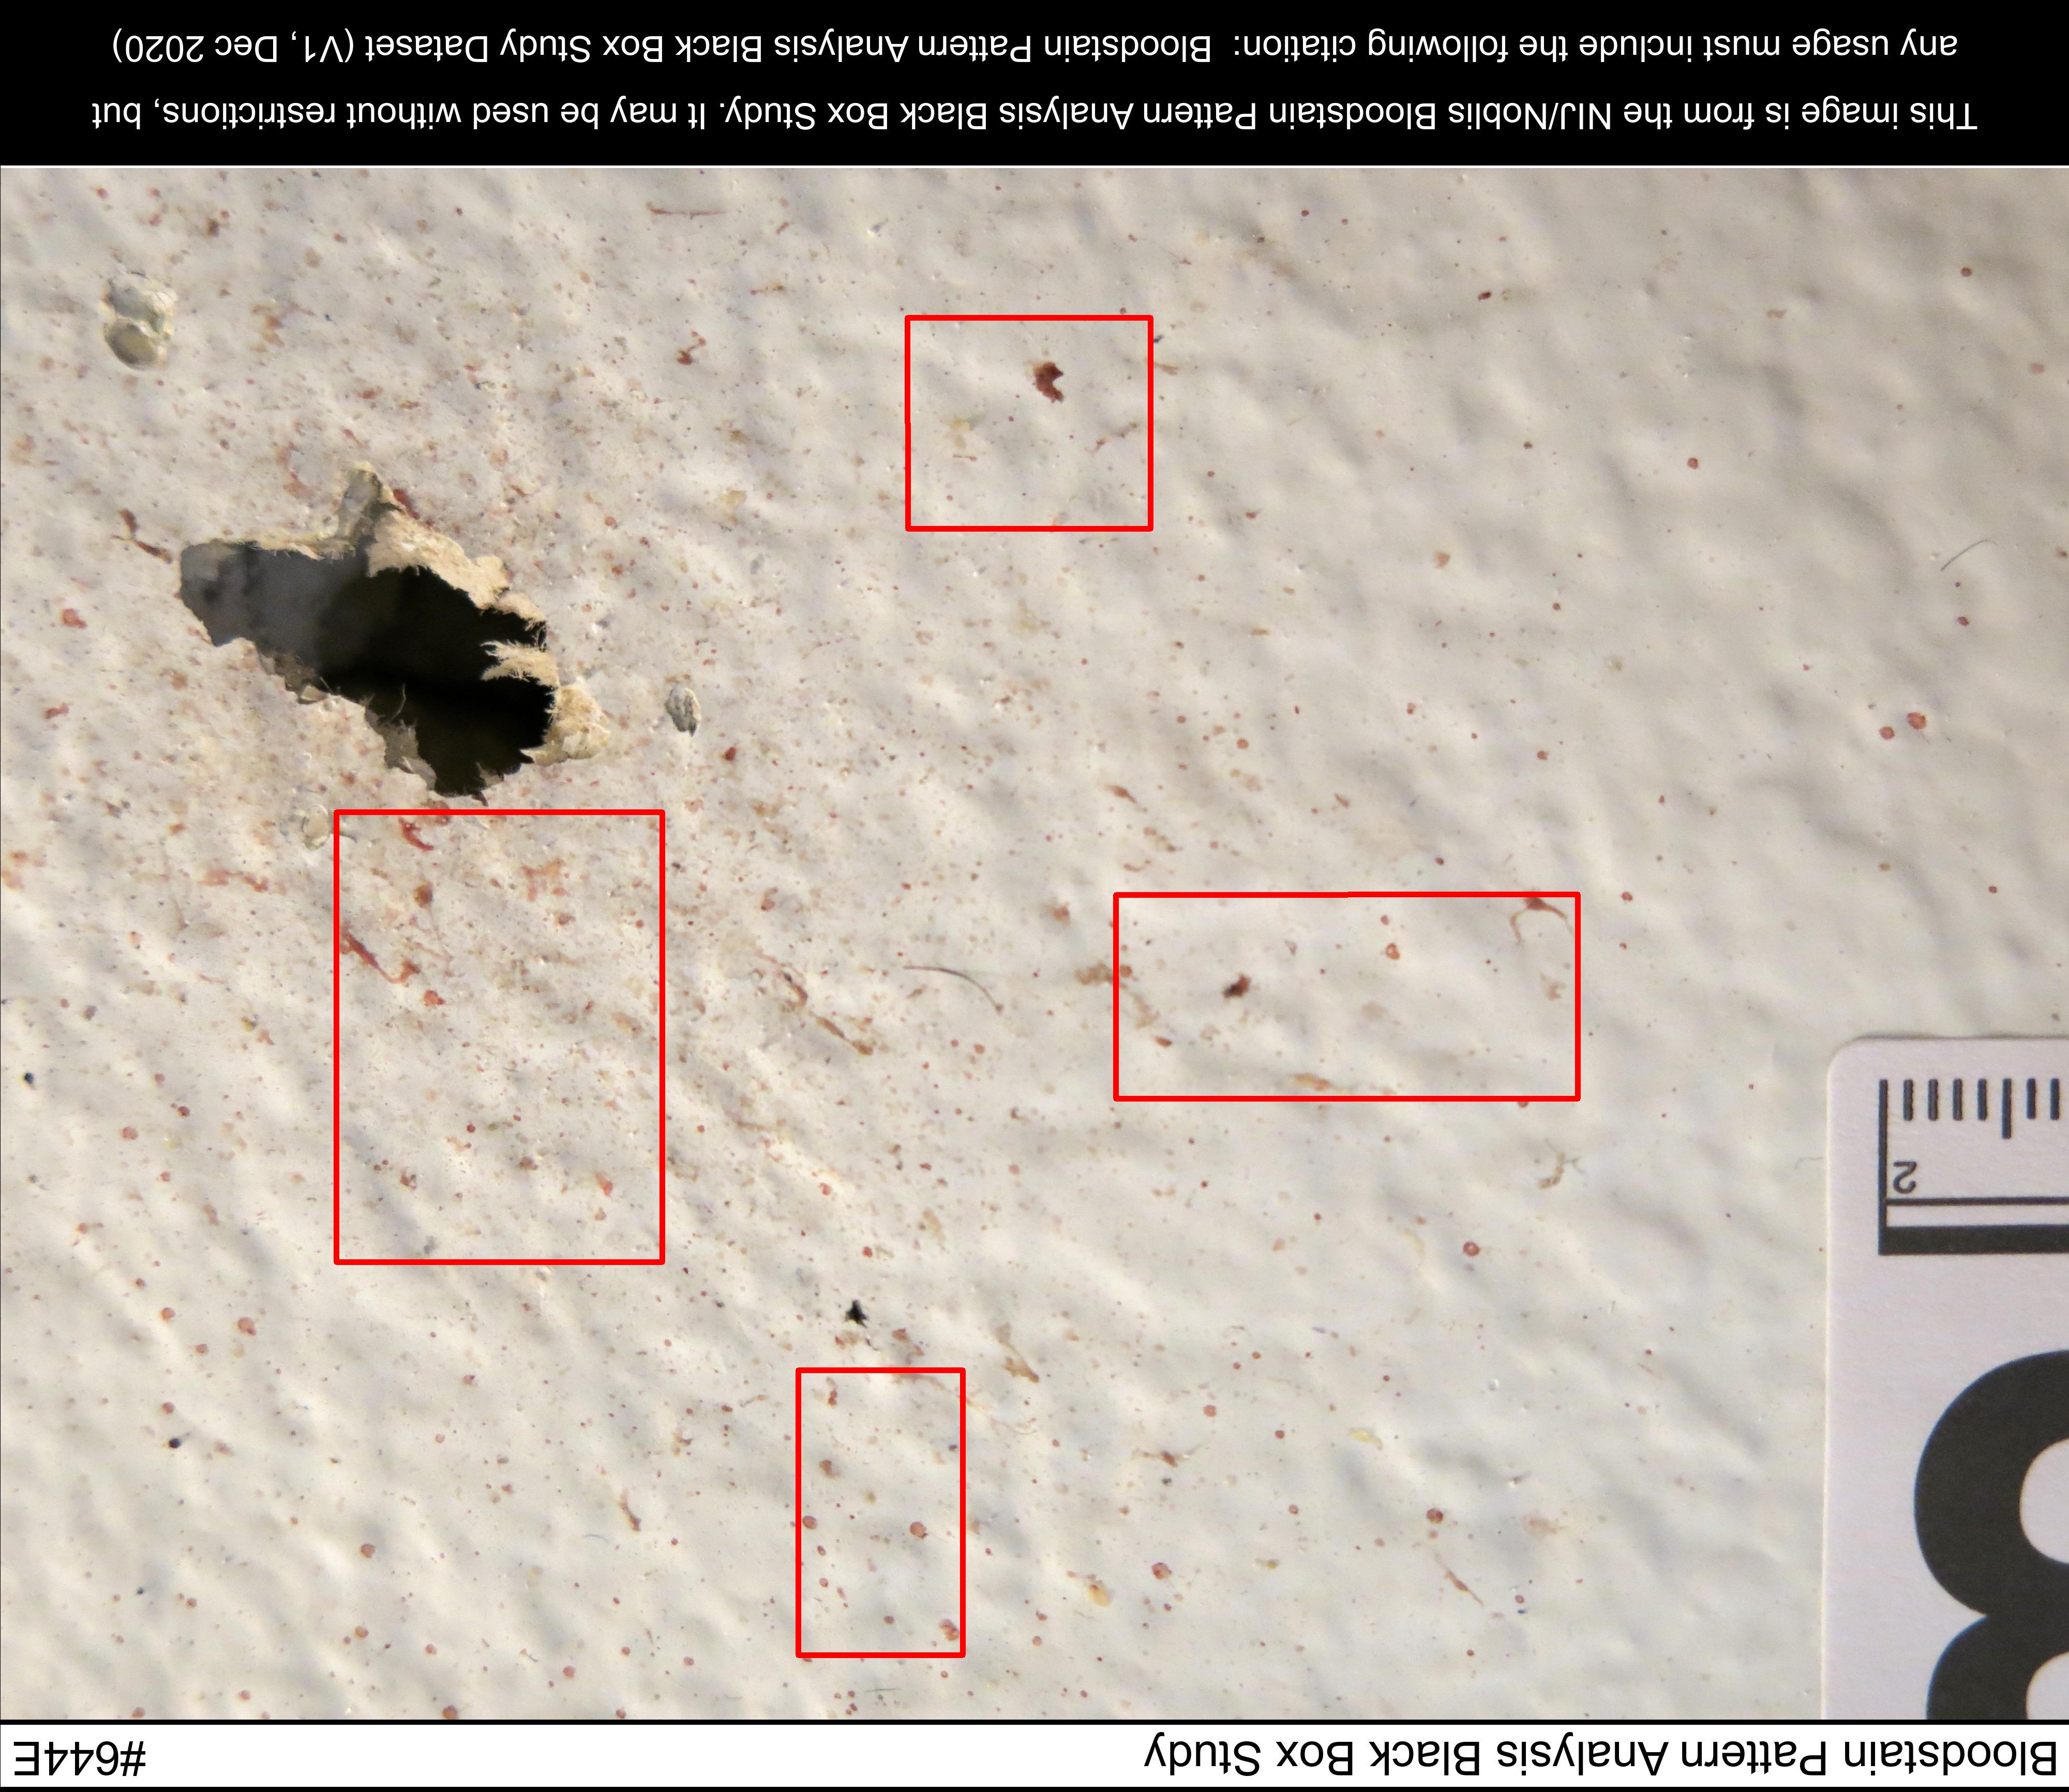 Bloodstain Pattern Analysis Black Box Study #644E
8
2
This image is from the NIJ/Noblis Bloodstain Pattern Analysis Black Box Study. It may be used without restrictions, but
any usage must include the following citation: Bloodstain Pattern Analysis Black Box Study Dataset (V1, Dec 2020)